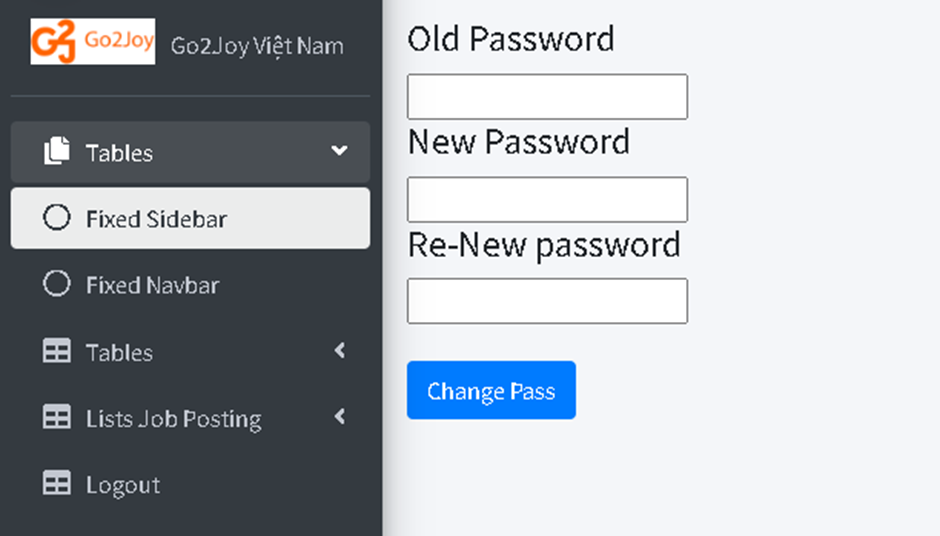 Go2Joy Go2Joy Việt Nam
Tables
Fixed Sidebar
Fixed Navbar
Tables
Lists Job Posting
Logout
Old Password
New Password
Re-New password
Change Pass